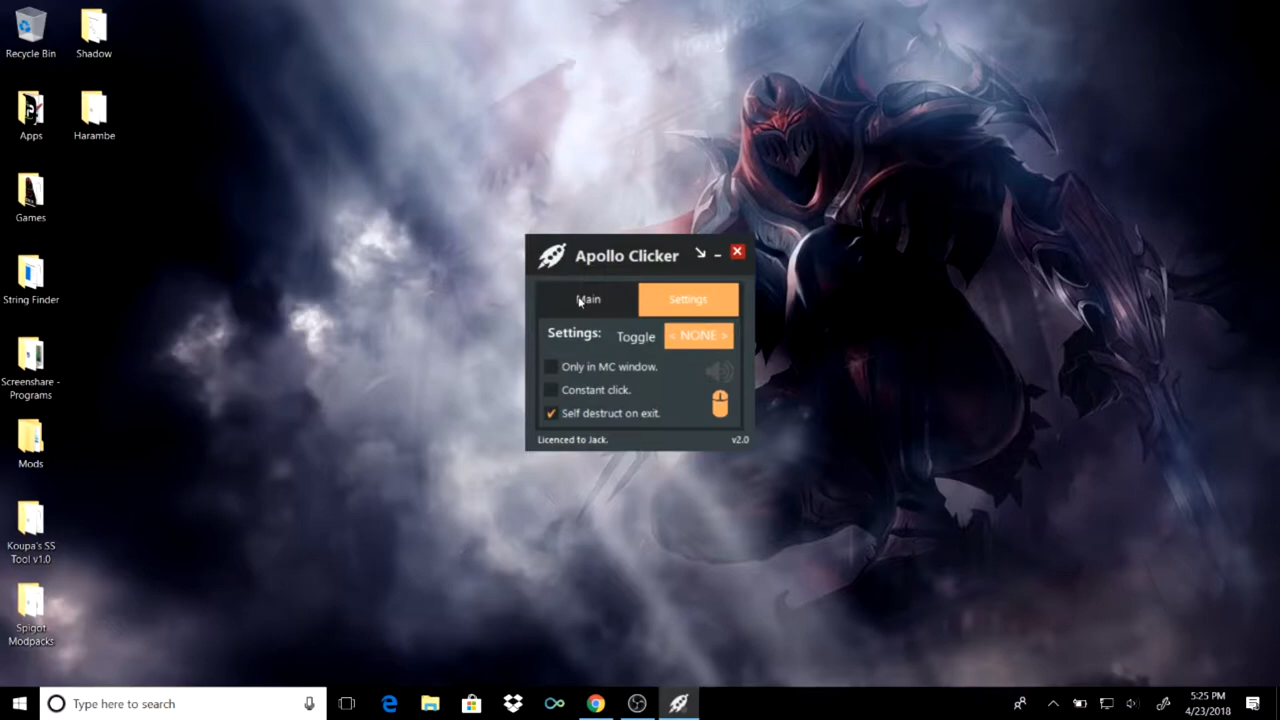 Recycle Bin
Shadow
Apps
Harambe
Games
String Finder
Screenshare -
Programs
Mods
Koupa's SS
Tool v1.0
Spigot
Modpacks
Apollo Clicker
Main
Settings
Settings:
Toggle
< NONE >
Only in MC window.
Constant click.
Self destruct on exit.
Licenced to Jack.
v2.0
Type here to search
5:25 PM
4/23/2018